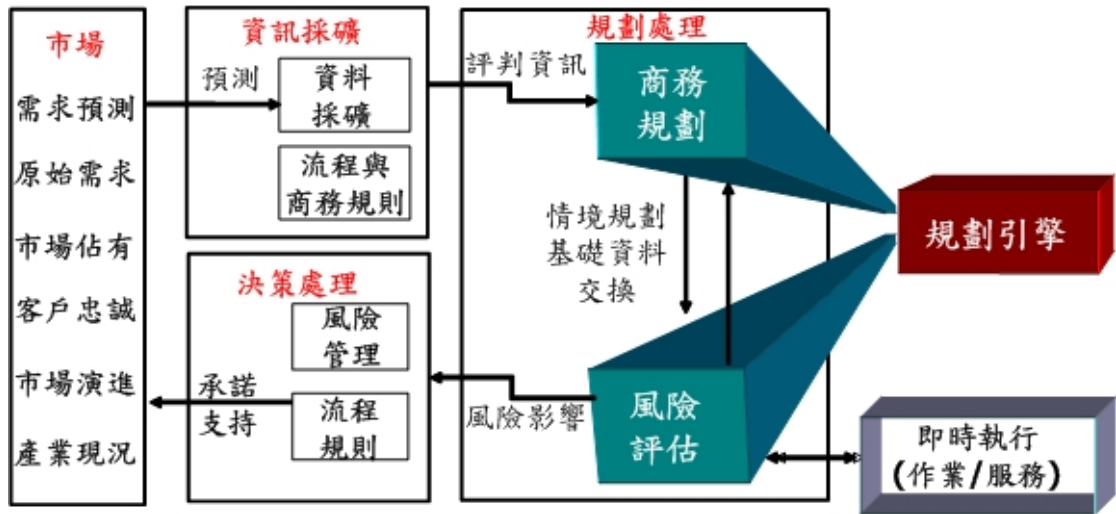 市場
需求預測
原始需求
市場佔有
客戶忠誠
市場演進
產業現況
資訊採礦
預測
資料
採礦
流程與
商務規則
決策處理
風險
管理
承諾
支持
流程
規則
規劃處理
評判資訊
商務
規劃
情境規劃
基礎資料
交換
風險影響
風險
評估
規劃引擎
即時執行
(作業/服務)